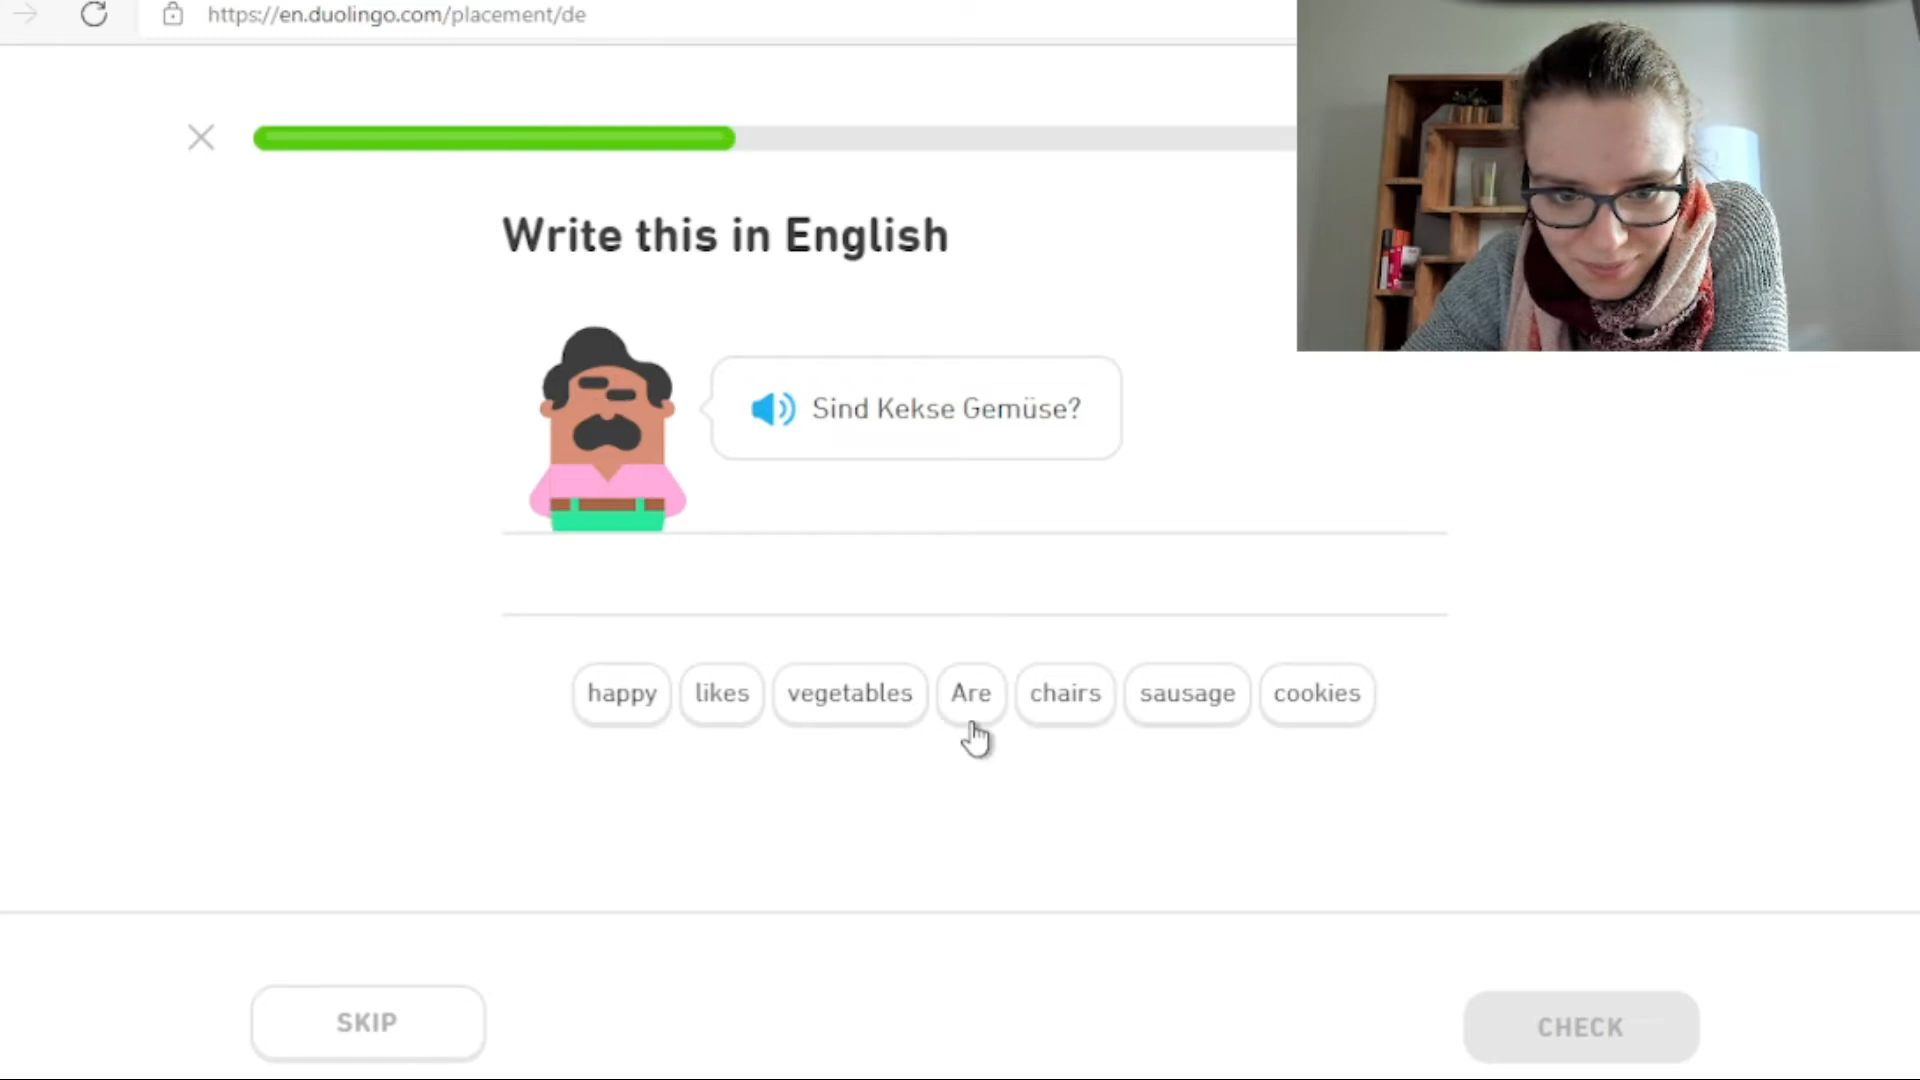 https://en.duolingo.com/placement/de
Write this in English
Sind Kekse Gemüse?
happy likes vegetables Are chairs sausage cookies
SKIP CHECK